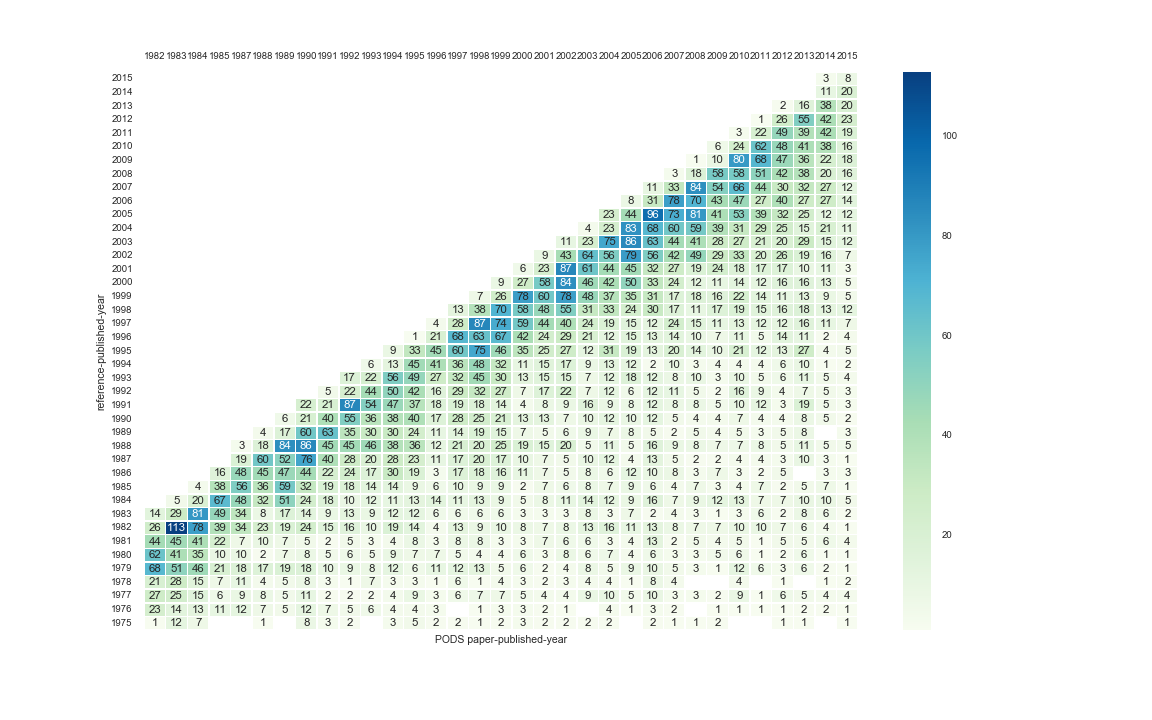 1982 1983 1984 1985 1987 1988 1989 1990 1991 1992 1993 1994 1995 1996 1997 1998 1999 2000 2001 2002 2003 2004 2005 2006 2007 2008 2009 2010 2011 2012 2013 2014 2015
2015 3 8
2014 11 20
2013 2 16 38 20
2012 1 26 55 42 23
2011 3 22 49 39 42 19
2010 6 24 62 48 41 38 16
2009 1 10 80 68 47 36 22 18
2008 3 18 58 58 51 42 38 20 16
2007 11 33 84 54 66 44 30 32 27 12
2006 8 31 78 70 43 47 27 40 27 27 14
2005 23 44 96 73 81 41 53 39 32 25 12 12
2004 4 23 83 68 60 59 39 31 29 25 15 21 11
2003 11 23 75 86 63 44 41 28 27 21 20 29 15 12
2002 9 43 64 56 79 56 42 49 29 33 20 26 19 16 7
2001 6 23 87 61 44 45 32 27 19 24 18 17 17 10 11 3
2000 9 27 58 84 46 42 50 33 24 12 11 14 12 16 16 13 5
1999 7 26 78 60 78 48 37 35 31 17 18 16 22 14 11 13 9 5
1998 13 38 70 58 48 55 31 33 24 30 17 11 17 19 15 16 18 13 12
1997 4 28 87 74 59 44 40 24 19 15 12 24 15 11 13 12 12 16 11 7
1996 1 21 68 63 67 42 24 29 21 12 15 13 14 10 7 11 5 14 11 2 4
1995 9 33 45 60 75 46 35 25 27 12 31 19 13 20 14 10 21 12 13 27 4 5
1994 6 13 45 41 36 48 32 11 15 17 9 13 12 2 10 3 4 4 4 6 10 1 2
1993 17 22 56 49 27 32 45 30 13 15 15 7 12 18 12 8 10 3 10 5 6 11 5 4
1992 5 22 44 50 42 16 29 32 27 7 17 22 7 12 6 12 11 5 2 16 9 4 7 5 3
1991 22 21 87 54 47 37 18 19 18 14 4 8 9 16 9 8 12 8 8 5 10 12 3 19 5 3
1990 6 21 40 55 36 38 40 17 28 25 21 13 13 7 10 12 10 12 5 4 4 7 4 4 8 5 2
1989 4 17 60 63 35 30 30 24 11 14 19 15 7 5 6 9 7 8 5 2 5 4 5 3 5 8 3
1988 3 18 84 86 45 45 46 38 36 12 21 20 25 19 15 20 5 11 5 16 9 8 7 7 8 5 11 5 5
1987 19 60 52 76 40 28 20 17 23 11 17 20 17 10 7 5 10 12 4 13 5 2 2 4 4 3 10 3 1
1986 16 48 45 47 44 22 24 17 30 19 3 17 18 16 11 7 5 8 6 12 10 8 3 7 3 2 5 3 3
1985 4 38 56 36 59 32 19 18 14 14 9 6 10 9 9 2 7 6 8 7 9 6 4 7 3 4 7 2 5 7 1
1984 5 20 67 48 32 51 24 18 10 12 11 13 14 11 13 9 5 8 11 14 12 9 16 7 9 12 13 7 7 10 10 5
1983 14 29 81 49 34 8 17 14 9 13 9 12 12 6 6 6 6 3 3 3 3 8 3 7 2 4 3 1 3 6 2 8 6 2
1982 26 113 78 39 34 23 19 24 15 16 10 19 14 4 13 9 10 8 7 8 13 16 11 13 8 7 7 10 10 7 6 4 1
1981 44 45 41 22 7 10 7 5 2 5 3 4 8 3 8 8 3 3 7 3 6 3 4 13 2 5 4 5 1 5 5 6 4
1980 62 41 35 10 10 2 7 8 5 6 5 9 7 7 5 4 4 6 3 8 6 7 4 6 3 3 5 6 1 2 6 1 1
1979 68 51 46 21 18 17 19 18 10 9 8 12 6 11 12 13 5 6 2 4 8 5 9 10 5 3 1 12 6 3 6 2 1
1978 21 28 15 7 11 4 5 8 3 1 7 3 3 1 6 1 4 3 2 3 4 4 1 8 4 4 1 1 2
1977 27 25 15 6 9 8 5 11 2 2 2 4 9 3 6 7 7 5 4 4 9 10 5 10 3 3 2 9 1 6 5 4 4
1976 23 14 13 11 12 7 5 12 7 5 6 4 4 3 1 3 3 2 1 4 1 3 2 1 1 1 1 2 2 1
1975 1 12 7 1 8 3 2 3 5 2 2 1 2 3 2 2 2 2 2 1 1 2 1 1 1
reference-published-year
PODS paper-published-year
100
80
60
40
20